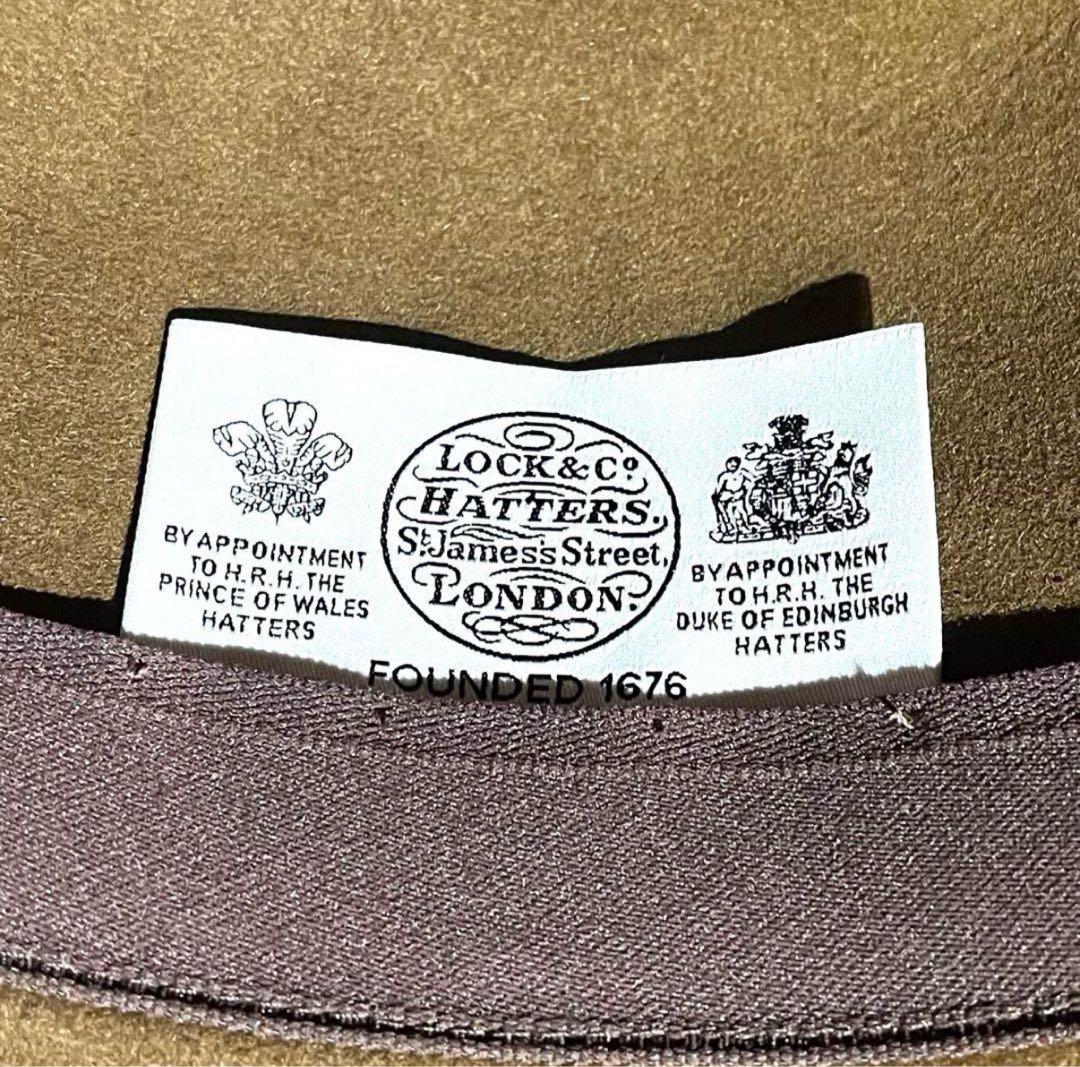 BY APPOINTMENT
TO H.R.H. THE
PRINCE OF WALES
HATTERS
LOCK & Cº
HATTERS.
St. James's Street,
LONDON.
FOUNDED 1676
BY APPOINTMENT
TO H.R.H. THE
DUKE OF EDINBURGH
HATTERS